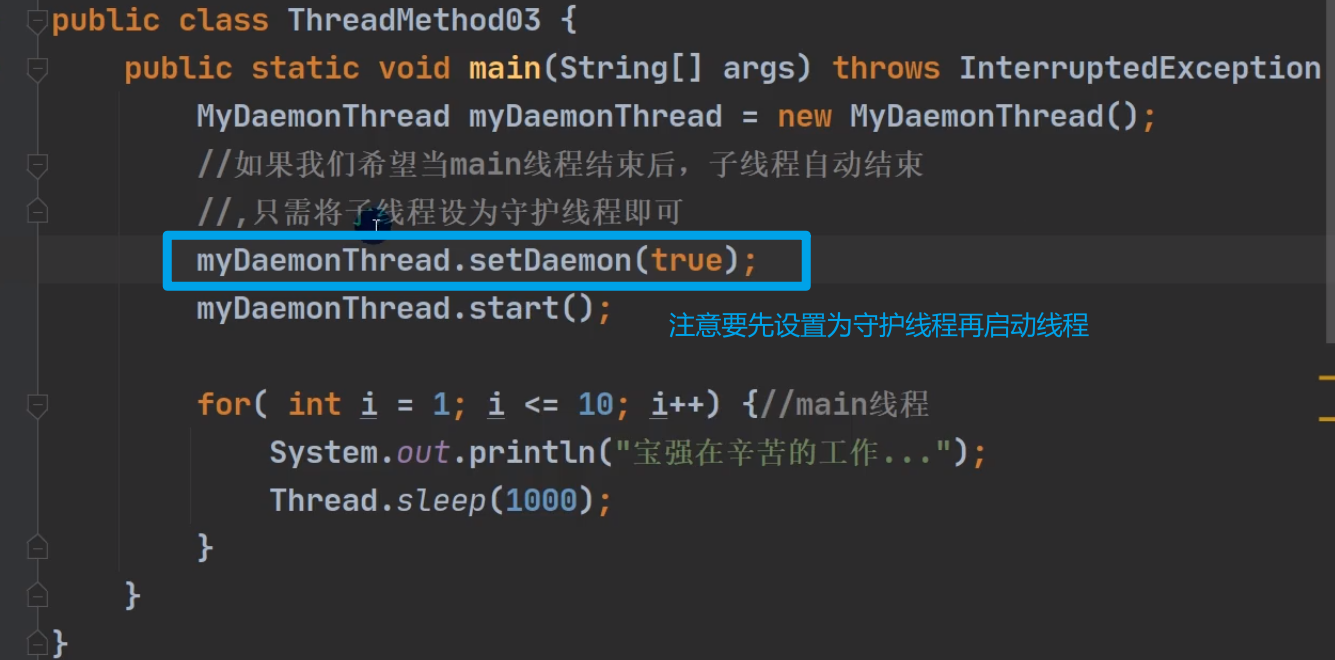 public class ThreadMethod03 {
public static void main(String[] args) throws InterruptedException
MyDaemonThread myDaemonThread = new MyDaemonThread();
//如果我们希望当main线程结束后，子线程自动结束
//,只需将子线程设为守护线程即可
myDaemonThread.setDaemon(true);
myDaemonThread.start();
注意要先设置为守护线程再启动线程
for( int i = 1; i <= 10; i++) {//main线程
System.out.println("宝强在辛苦的工作...");
Thread.sleep(1000);
}
}
}